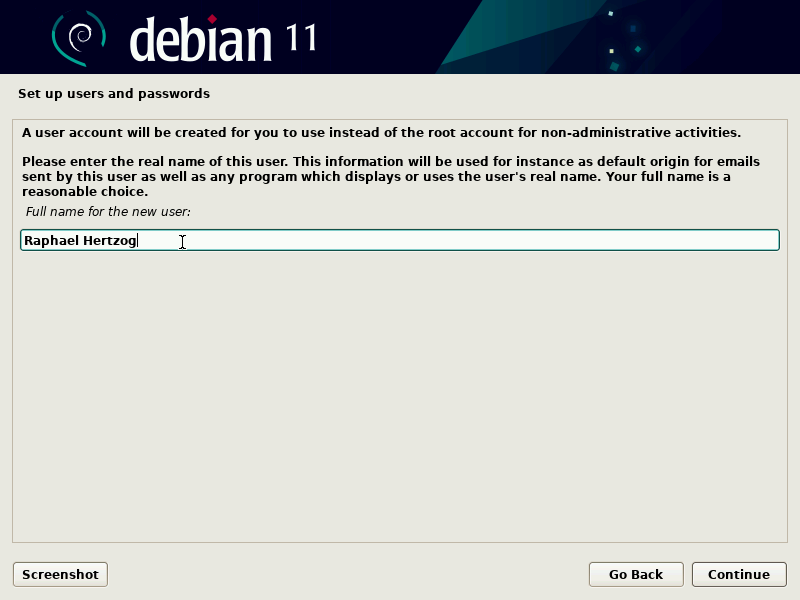 debian 11
Set up users and passwords
A user account will be created for you to use instead of the root account for non-administrative activities.
Please enter the real name of this user. This information will be used for instance as default origin for emails
sent by this user as well as any program which displays or uses the user's real name. Your full name is a
reasonable choice.
Full name for the new user:
Raphael Hertzog
Screenshot
Go Back
Continue